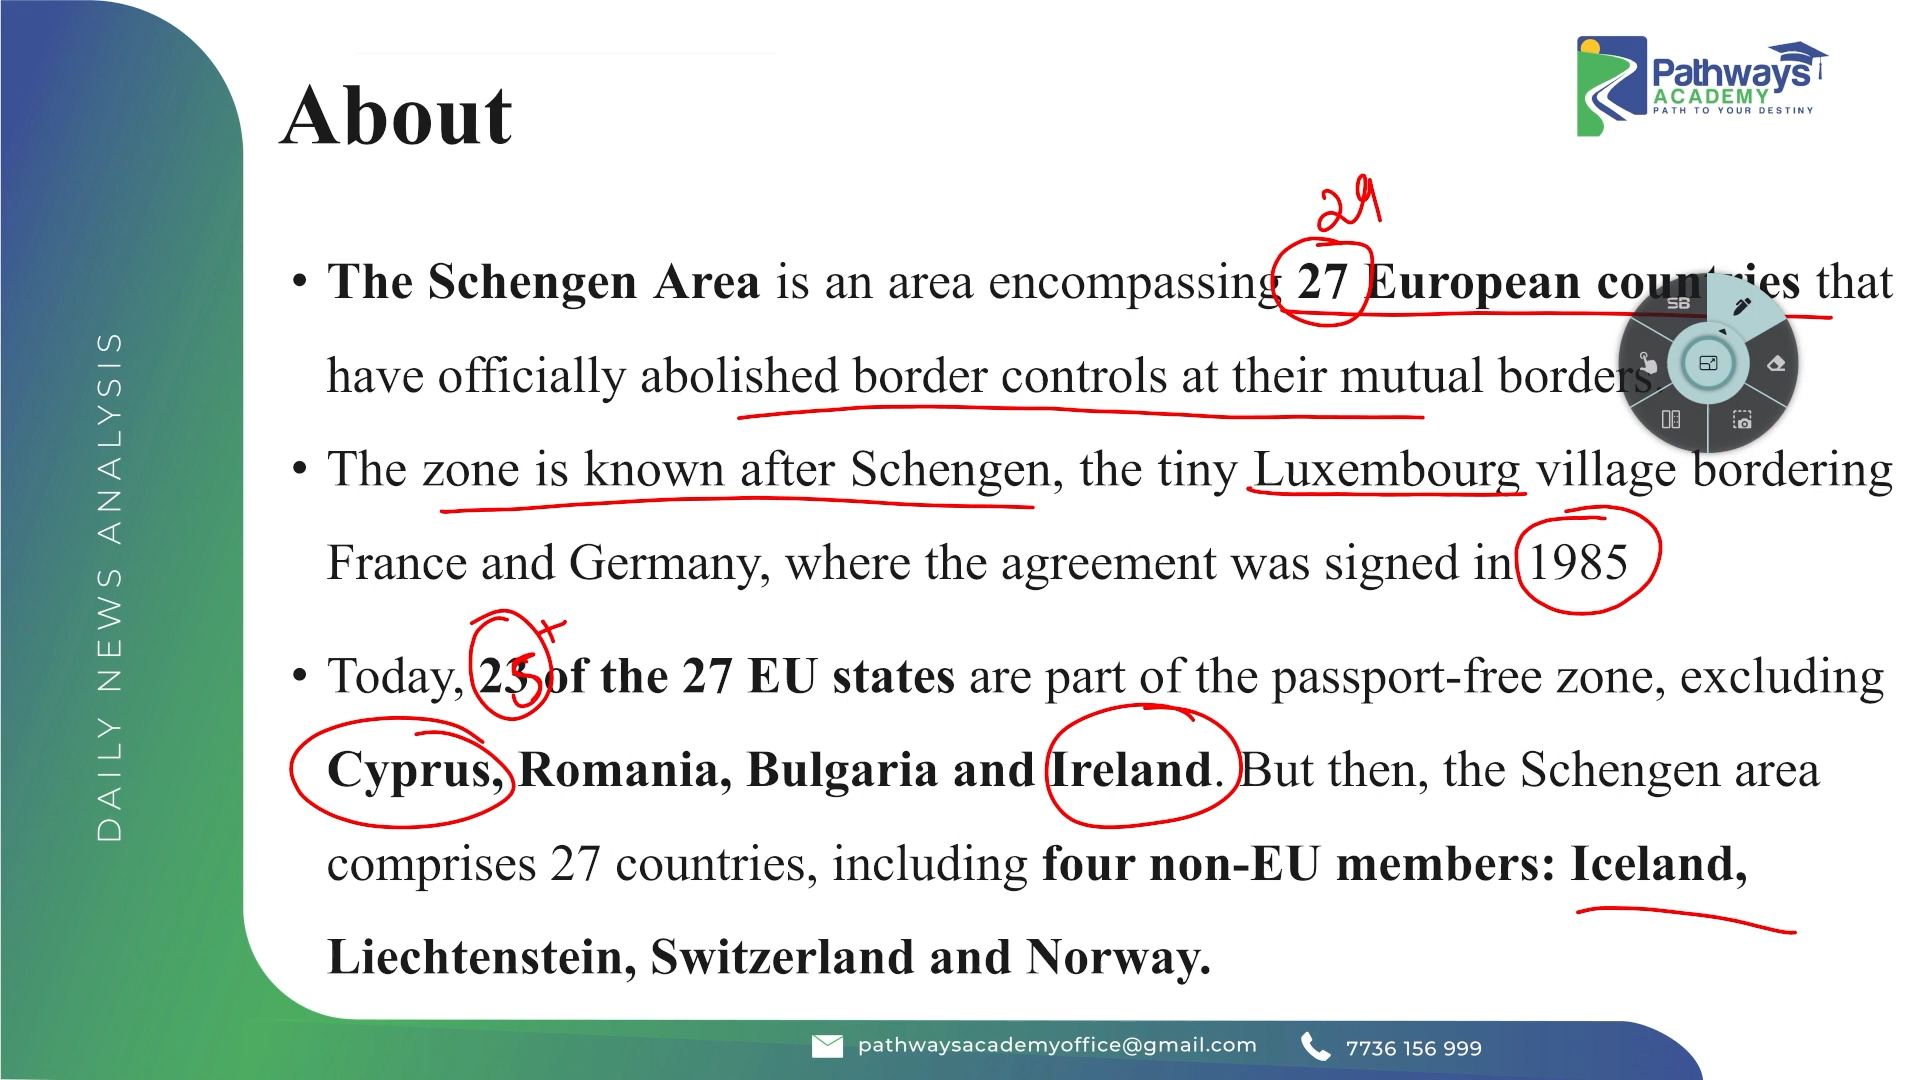 Pathways
ACADEMY
PATH TO YOUR DESTINY
About
29
• The Schengen Area is an area encompassing 27 European countries that
have officially abolished border controls at their mutual borders.
• The zone is known after Schengen, the tiny Luxembourg village bordering
France and Germany, where the agreement was signed in 1985
• Today, 23 of the 27 EU states are part of the passport-free zone, excluding
5
Cyprus, Romania, Bulgaria and Ireland. But then, the Schengen area
comprises 27 countries, including four non-EU members: Iceland,
Liechtenstein, Switzerland and Norway.
DAILY NEWS ANALYSIS
SB
pathwaysacademyoffice@gmail.com
7736 156 999